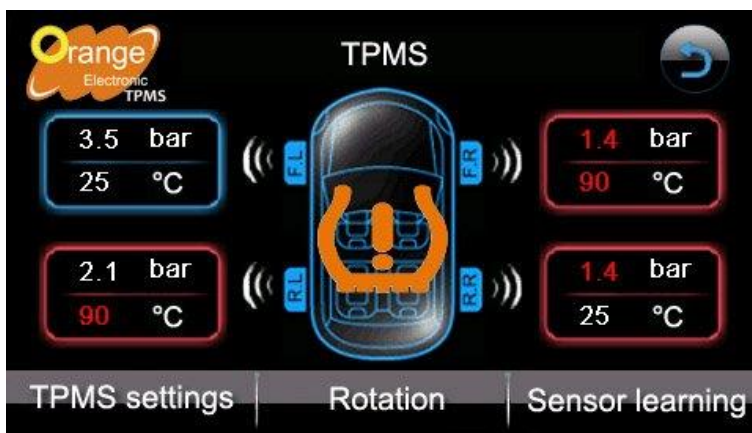 Orange
Electronic
TPMS
TPMS
3.5 bar
25 °C
F.L
F.R
1.4 bar
90 °C
2.1 bar
90 °C
R.L
R.R
1.4 bar
25 °C
TPMS settings
Rotation
Sensor learning